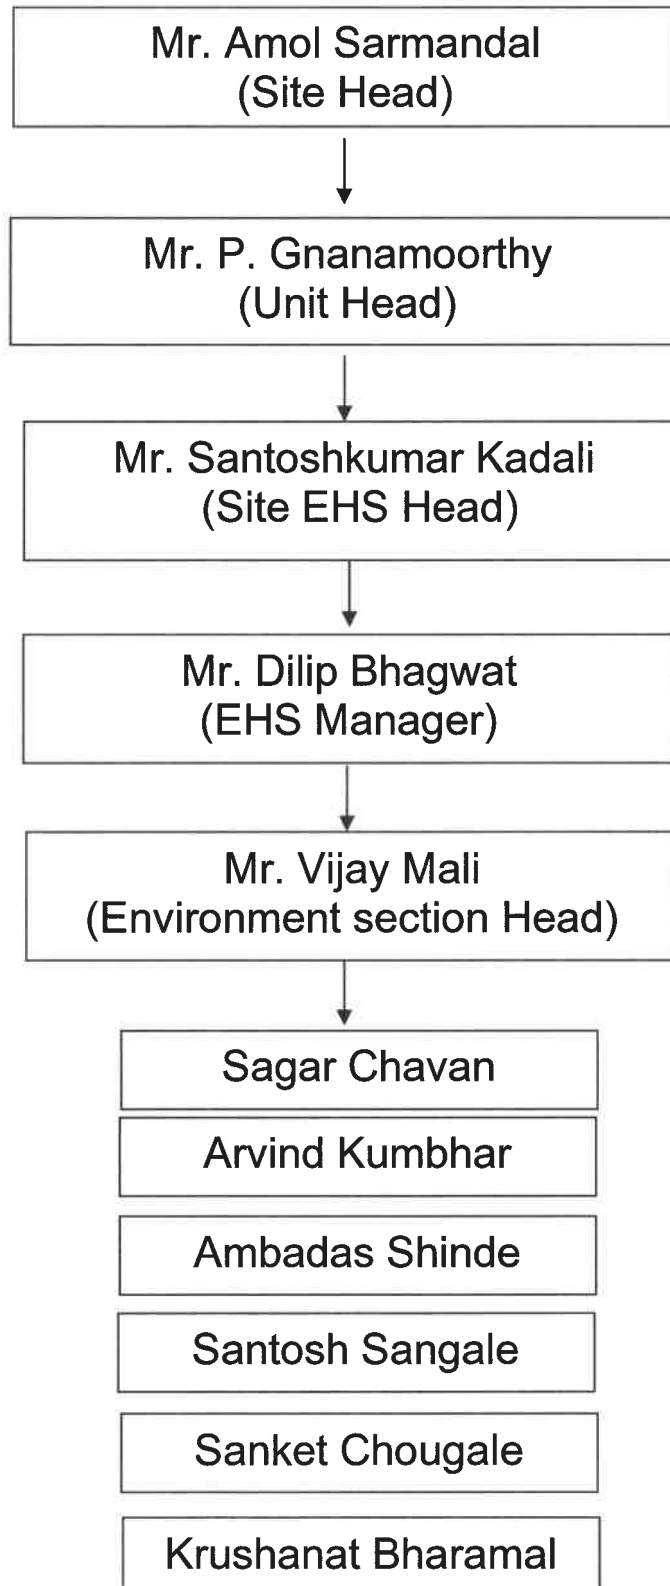 Mr. Amol Sarmandal
(Site Head)
Mr. P. Gnanamoorthy
(Unit Head)
Mr. Santoshkumar Kadali
(Site EHS Head)
Mr. Dilip Bhagwat
(EHS Manager)
Mr. Vijay Mali
(Environment section Head)
Sagar Chavan
Arvind Kumbhar
Ambadas Shinde
Santosh Sangale
Sanket Chougale
Krushanat Bharamal